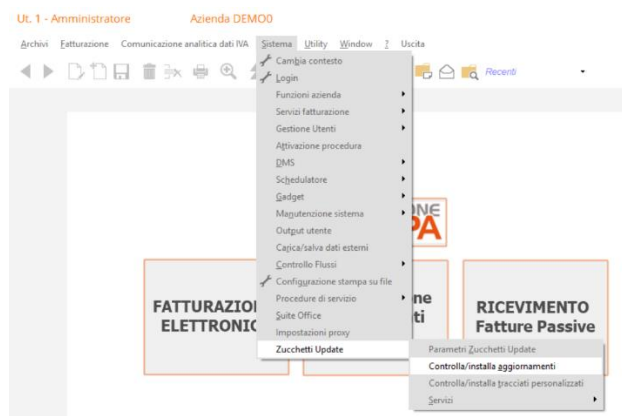 Ut. 1 - Amministratore Azienda DEMO0
Archivi Fatturazione Comunicazione analitica dati IVA Sistema Utility Window ? Uscita
Cambia contesto
Recenti
Login
Funzioni azienda
Servizi fatturazione
Gestione Utenti
Attivazione procedura
DMS
Schedulatore
Gadget
Manutenzione sistema
Output utente
Carica/salva dati esterni
Controllo Flussi
Configurazione stampa su file
Procedure di servizio
Suite Office
Impostazioni proxy
Zucchetti Update
Parametri Zucchetti Update
Controlla/installa aggiornamenti
Controlla/installa tracciati personalizzati
Servizi
ONE
PA
FATTURAZIO
ELETTRONIC
ne
ti
RICEVIMENTO
Fatture Passive